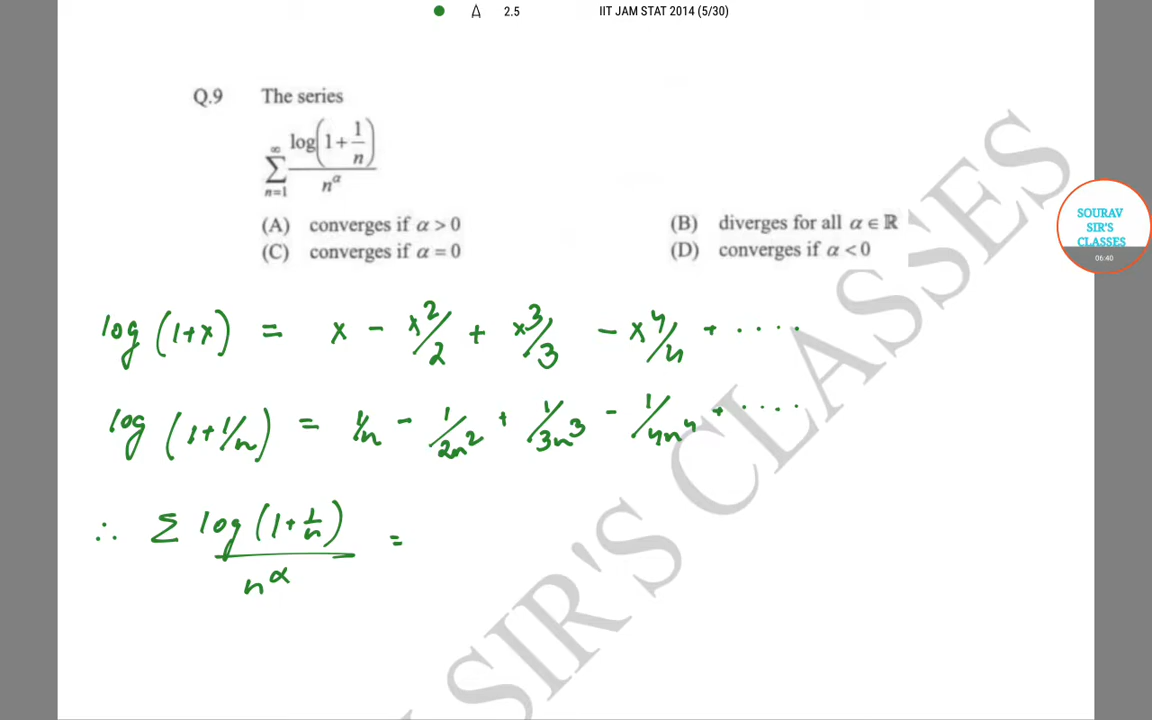 A 2.5 IIT JAM STAT 2014 (5/30)
Q.9 The series
∑_{n=1}^{∞} log(1+1/n)/n^α
(A) converges if α > 0 (B) diverges for all α ∈ ℝ
(C) converges if α = 0 (D) converges if α < 0
SOURAV
SIR'S
CLASSES
06:40
log (1+x) = x - x²/2 + x³/3 - x⁴/4 + ....
log (1+1/n) = 1/n - 1/2n² + 1/3n³ - 1/4n⁴ + ....
∴ Σ log (1+1/n)/n^α =
SIR'S CLASSES